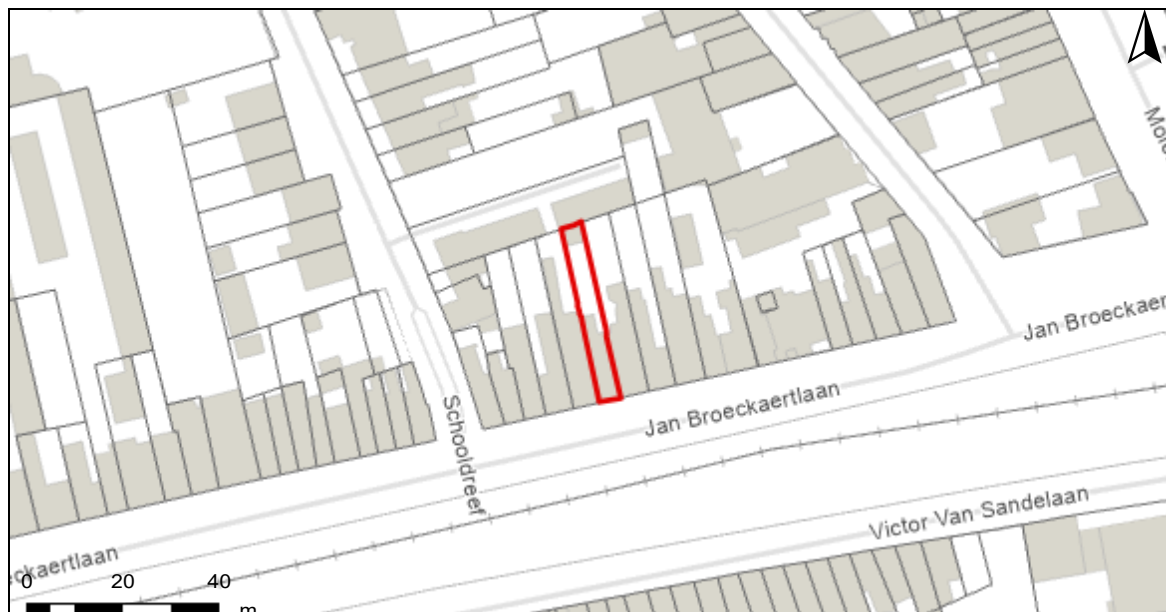 Jan Broeckaer
Jan Broeckaertlaan
Schooldreef
Victor Van Sandelaan
eckaertlaan
0 20 40
m